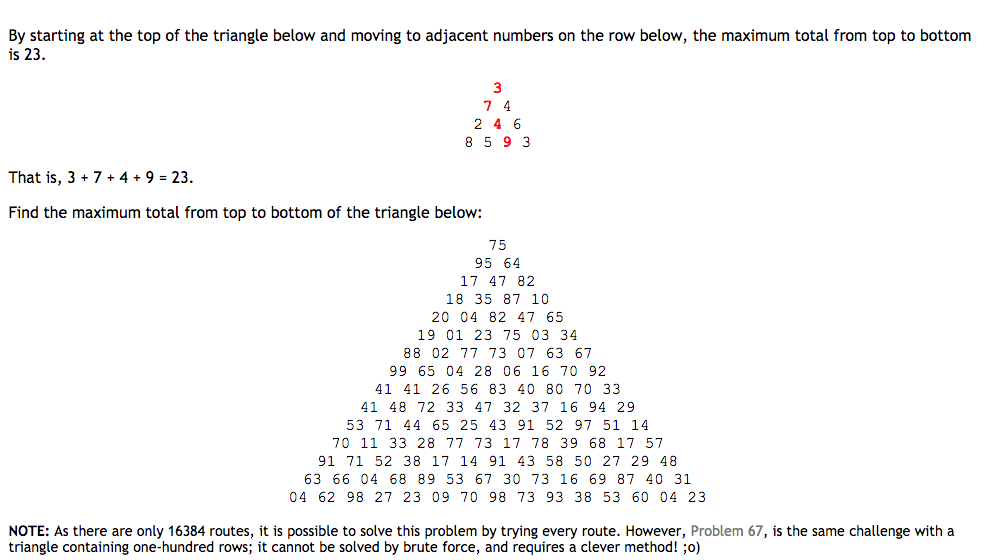 By starting at the top of the triangle below and moving to adjacent numbers on the row below, the maximum total from top to bottom
is 23.
3
7 4
2 4 6
8 5 9 3
That is, 3 + 7 + 4 + 9 = 23.
Find the maximum total from top to bottom of the triangle below:
75
95 64
17 47 82
18 35 87 10
20 04 82 47 65
19 01 23 75 03 34
88 02 77 73 07 63 67
99 65 04 28 06 16 70 92
41 41 26 56 83 40 80 70 33
41 48 72 33 47 32 37 16 94 29
53 71 44 65 25 43 91 52 97 51 14
70 11 33 28 77 73 17 78 39 68 17 57
91 71 52 38 17 14 91 43 58 50 27 29 48
63 66 04 68 89 53 67 30 73 16 69 87 40 31
04 62 98 27 23 09 70 98 73 93 38 53 60 04 23
NOTE: As there are only 16384 routes, it is possible to solve this problem by trying every route. However, Problem 67, is the same challenge with a
triangle containing one-hundred rows; it cannot be solved by brute force, and requires a clever method! ;o)